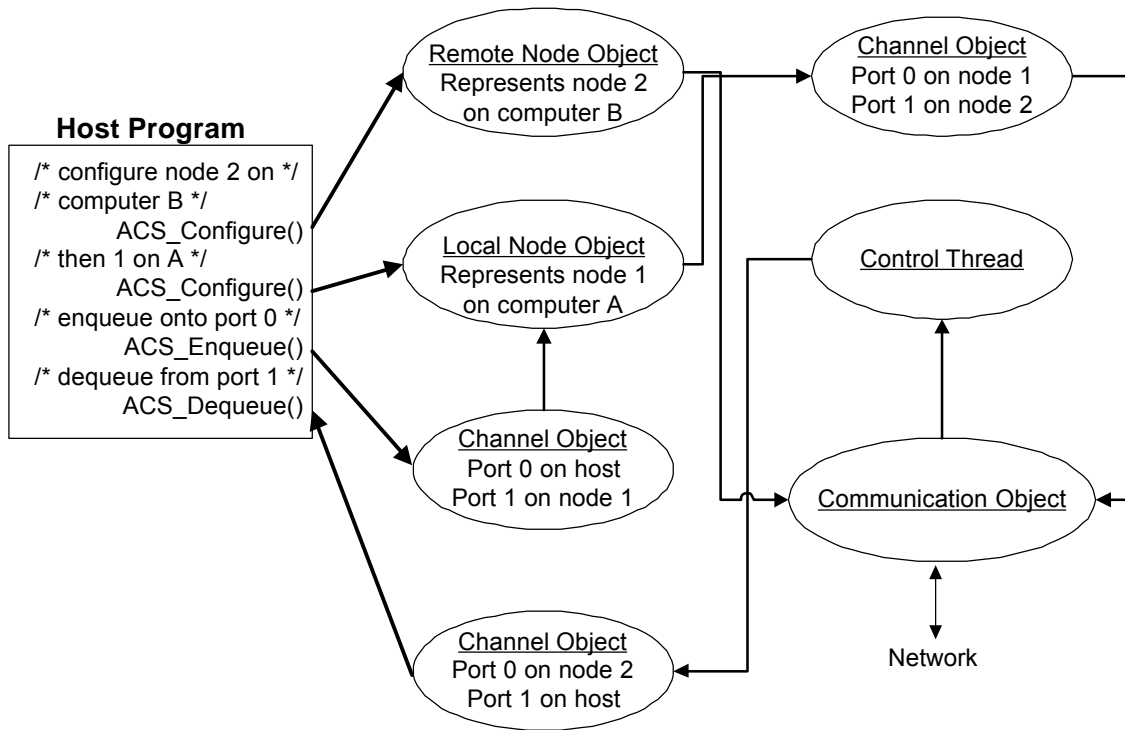 Host Program
/* configure node 2 on */
/* computer B */
ACS_Configure()
/* then 1 on A */
ACS_Configure()
/* enqueue onto port 0 */
ACS_Enqueue()
/* dequeue from port 1 */
ACS_Dequeue()
Remote Node Object
Represents node 2
on computer B
Local Node Object
Represents node 1
on computer A
Channel Object
Port 0 on host
Port 1 on node 1
Channel Object
Port 0 on node 2
Port 1 on host
Channel Object
Port 0 on node 1
Port 1 on node 2
Control Thread
Communication Object
Network